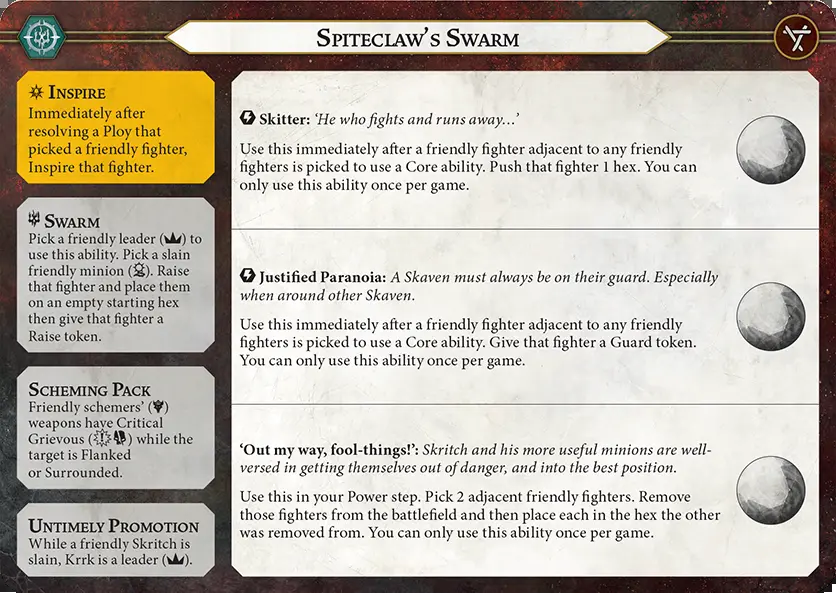 SPITECLAW'S SWARM
INSPIRE
Immediately after
resolving a Ploy that
picked a friendly fighter,
Inspire that fighter.
SWARM
Pick a friendly leader () to
use this ability. Pick a slain
friendly minion (). Raise
that fighter and place them
on an empty starting hex
then give that fighter a
Raise token.
SCHEMING PACK
Friendly schemers' ()
weapons have Critical
Grievous () while the
target is Flanked
or Surrounded.
UNTIMELY PROMOTION
While a friendly Skritch is
slain, Krrk is a leader ().
Skitter: 'He who fights and runs away…'
Use this immediately after a friendly fighter adjacent to any friendly
fighters is picked to use a Core ability. Push that fighter 1 hex. You can
only use this ability once per game.
Justified Paranoia: A Skaven must always be on their guard. Especially
when around other Skaven.
Use this immediately after a friendly fighter adjacent to any friendly
fighters is picked to use a Core ability. Give that fighter a Guard token.
You can only use this ability once per game.
'Out my way, fool-things!': Skritch and his more useful minions are well-
versed in getting themselves out of danger, and into the best position.
Use this in your Power step. Pick 2 adjacent friendly fighters. Remove
those fighters from the battlefield and then place each in the hex the other
was removed from. You can only use this ability once per game.